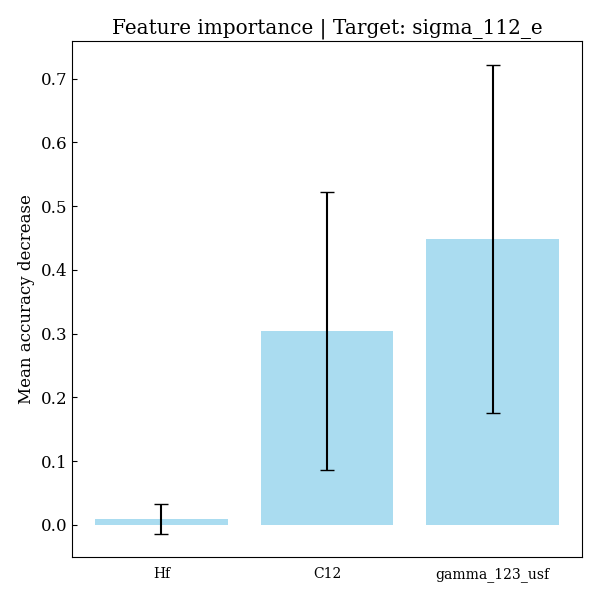 Feature importance | Target: sigma_112_e
Mean accuracy decrease
0.7
0.6
0.5
0.4
0.3
0.2
0.1
0.0
Hf
C12
gamma_123_usf